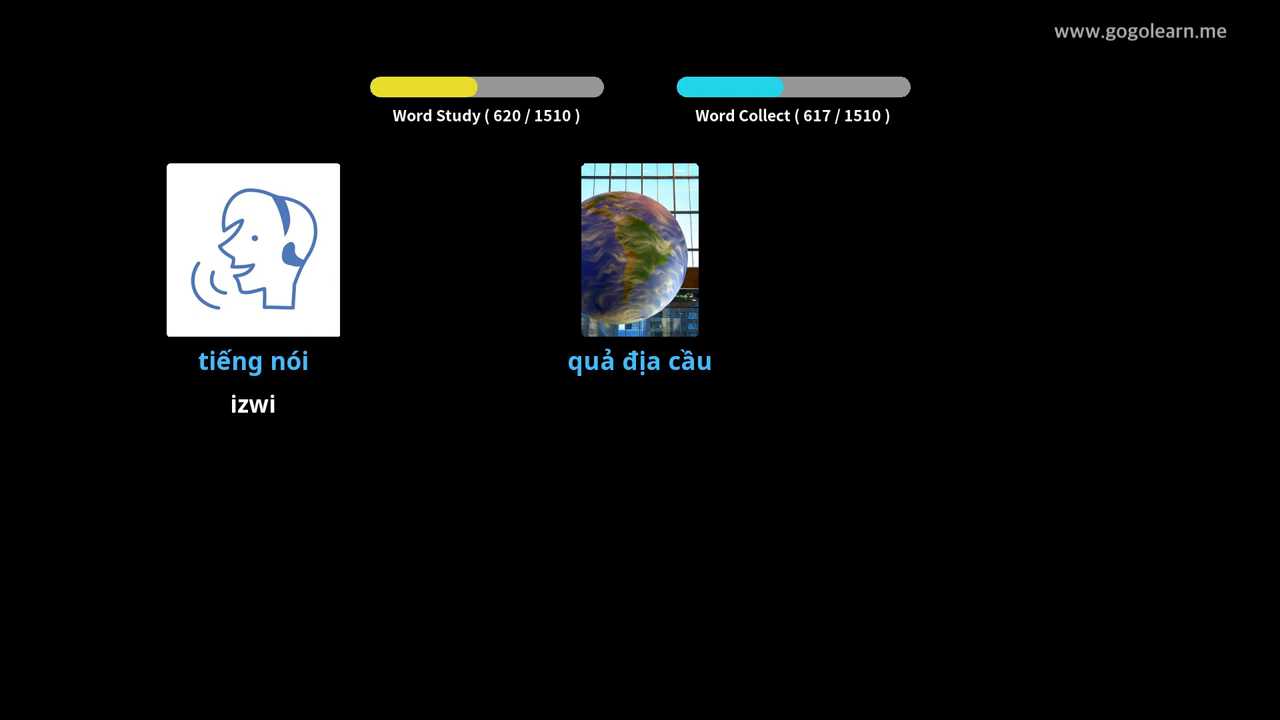 www.gogolearn.me
Word Study ( 620 / 1510 )
Word Collect ( 617 / 1510 )
tiếng nói
quả địa cầu
izwi